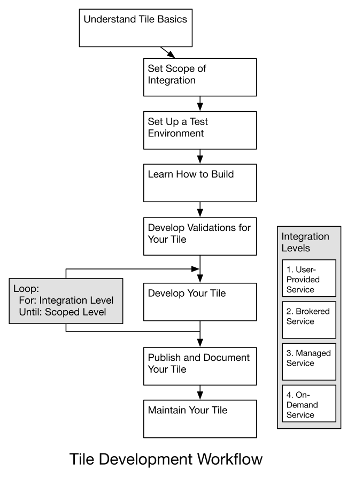 Understand Tile Basics
Set Scope of
Integration
Set Up a Test
Environment
Learn How to Build
Develop Validations for
Your Tile
Loop:
For: Integration Level
Until: Scoped Level
Develop Your Tile
Publish and Document
Your Tile
Maintain Your Tile
Integration
Levels
1. User-
Provided
Service
2. Brokered
Service
3. Managed
Service
4. On-
Demand
Service
Tile Development Workflow